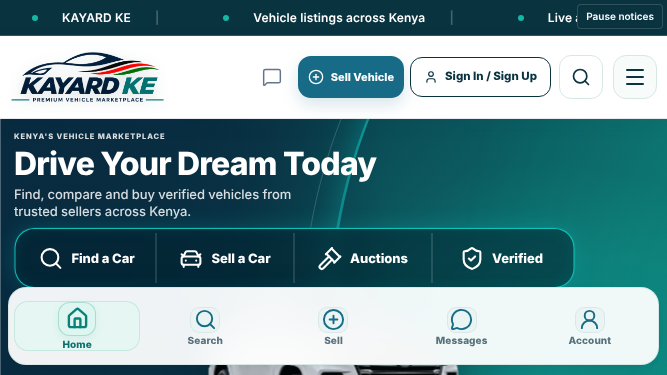 KAYARD KE
Vehicle listings across Kenya
Live
Pause notices
KAYARD KE
PREMIUM VEHICLE MARKETPLACE
Sell Vehicle
Sign In / Sign Up
KENYA'S VEHICLE MARKETPLACE
Drive Your Dream Today
Find, compare and buy verified vehicles from
trusted sellers across Kenya.
Find a Car
Sell a Car
Auctions
Verified
Home
Search
Sell
Messages
Account